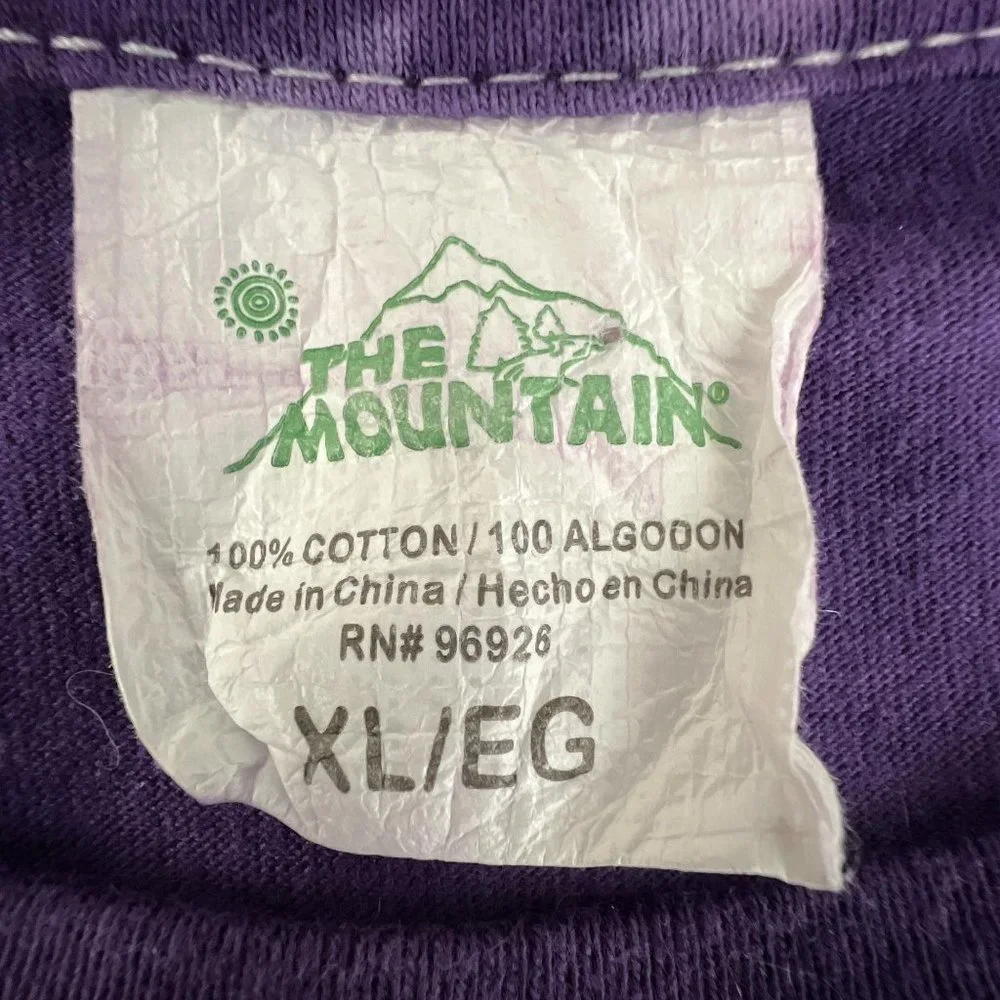 THE
MOUNTAIN®
100% COTTON / 100 ALGODON
Made in China / Hecho en China
RN# 96926
XL/EG